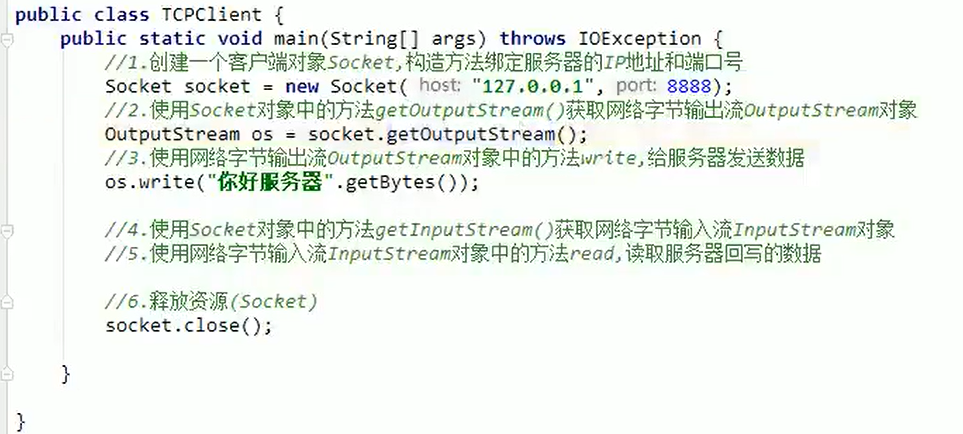 public class TCPClient {
public static void main(String[] args) throws IOException {
//1.创建一个客户端对象Socket,构造方法绑定服务器的IP地址和端口号
Socket socket = new Socket( host: "127.0.0.1", port: 8888);
//2.使用Socket对象中的方法getOutputStream()获取网络字节输出流OutputStream对象
OutputStream os = socket.getOutputStream();
//3.使用网络字节输出流OutputStream对象中的方法write,给服务器发送数据
os.write("你好服务器".getBytes());
//4.使用Socket对象中的方法getInputStream()获取网络字节输入流InputStream对象
//5.使用网络字节输入流InputStream对象中的方法read,读取服务器回写的数据
//6.释放资源(Socket)
socket.close();
}
}